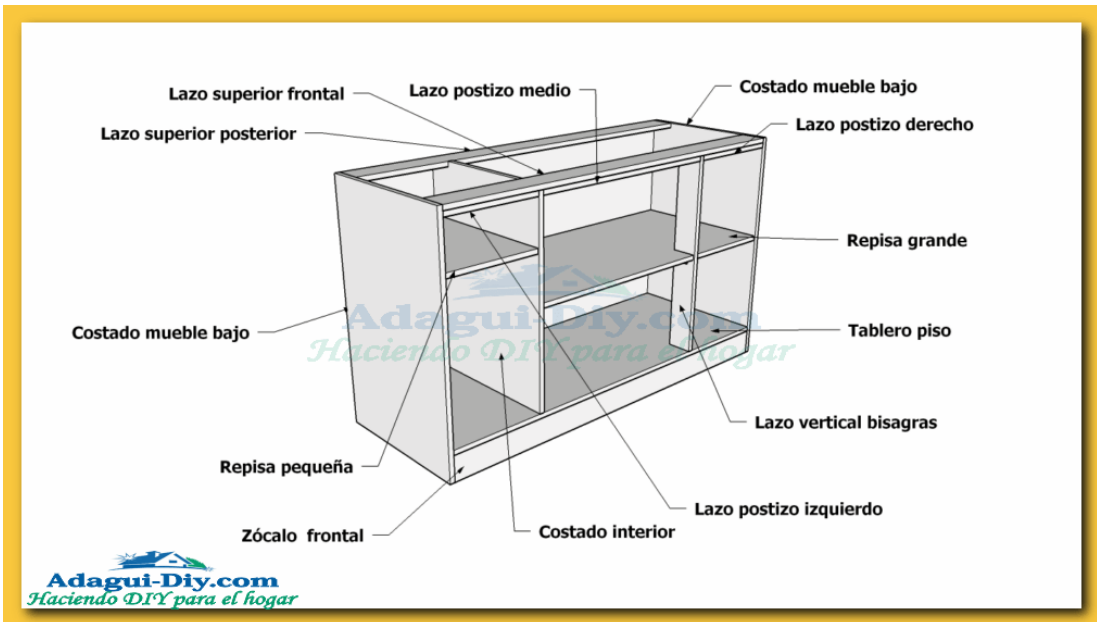 Costado mueble bajo
Lazo superior frontal
Lazo postizo medio
Lazo superior posterior
Lazo postizo derecho
Repisa grande
Adagui-Diy.com
Haciendo DIY para el hogar
Costado mueble bajo
Tablero piso
Lazo vertical bisagras
Repisa pequeña
Lazo postizo izquierdo
Zócalo frontal
Costado interior
Adagui-Diy.com
Haciendo DIY para el hogar